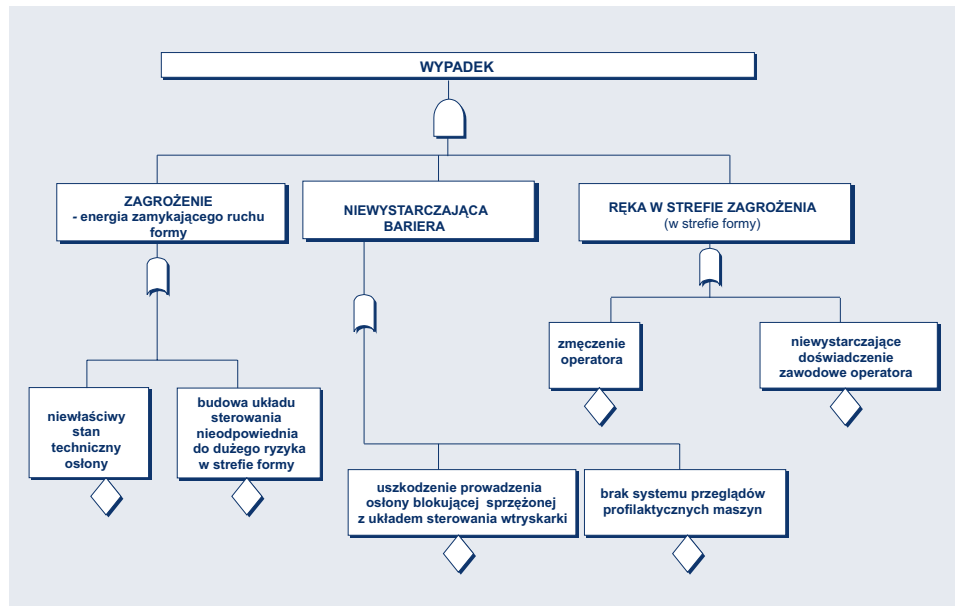 WYPADEK
ZAGROŻENIE
- energia zamykającego ruchu
formy
NIEWYSTARCZAJĄCA
BARIERA
RĘKA W STREFIE ZAGROŻENIA
(w strefie formy)
zmęczenie
operatora
niewystarczające
doświadczenie
zawodowe operatora
niewłaściwy
stan
techniczny
osłony
budowa układu
sterowania
nieodpowiednia
do dużego ryzyka
w strefie formy
uszkodzenie prowadzenia
osłony blokującej sprzężonej
z układem sterowania wtryskarki
brak systemu przeglądów
profilaktycznych maszyn